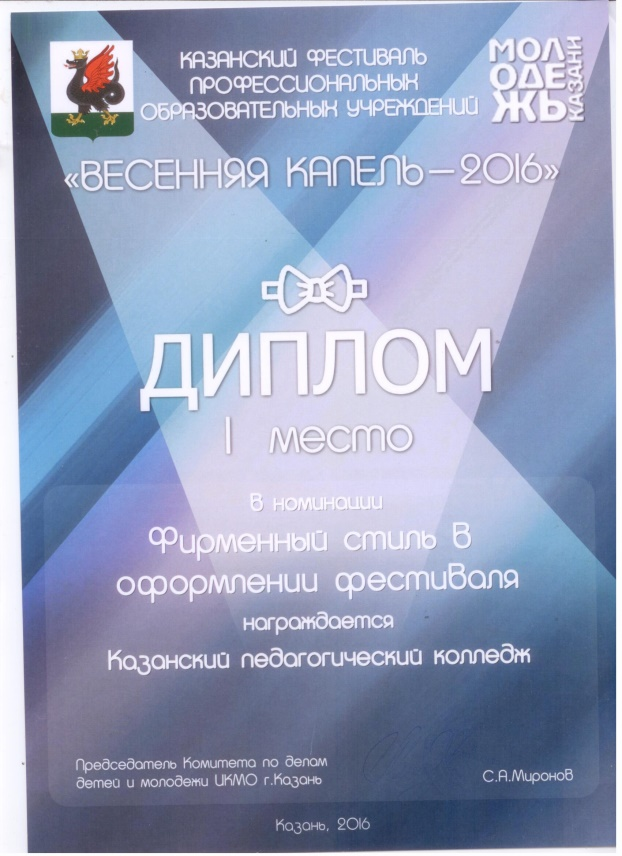 КАЗАНСКИЙ ФЕСТИВАЛЬ
ПРОФЕССИОНАЛЬНЫХ
ОБРАЗОВАТЕЛЬНЫХ УЧРЕЖДЕНИЙ
МОЛ
ОДЕ
ЖЬ
КАЗАНИ
«ВЕСЕННЯЯ КАПЕЛЬ – 2016»
ДИПЛОМ
I место
в номинации
Фирменный стиль в
оформлении фестиваля
награждается
Казанский педагогический колледж
Председатель Комитета по делам
детей и молодежи ИКМО г.Казань
С.А.Миронов
Казань, 2016